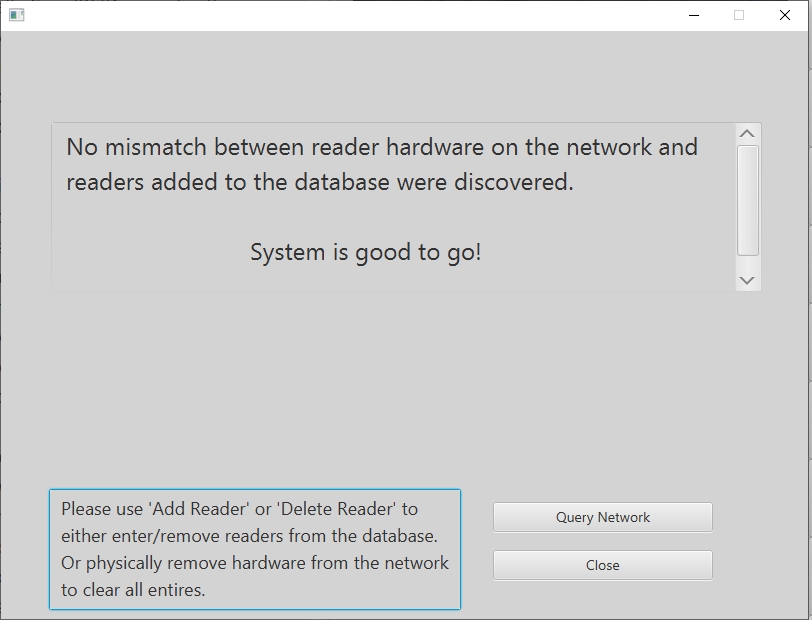 No mismatch between reader hardware on the network and
readers added to the database were discovered.
System is good to go!
Please use 'Add Reader' or 'Delete Reader' to
either enter/remove readers from the database.
Or physically remove hardware from the network
to clear all entires.
Query Network
Close